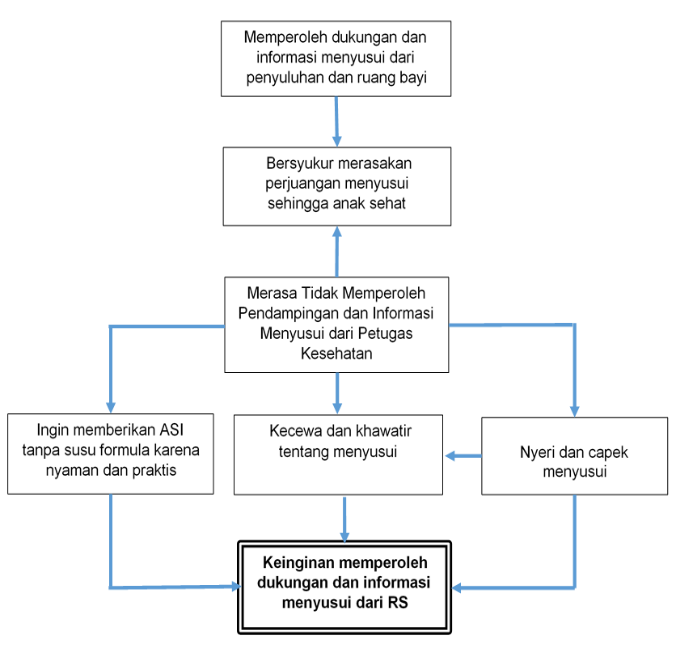 Memperoleh dukungan dan
informasi menyusui dari
penyuluhan dan ruang bayi
Bersyukur merasakan
perjuangan menyusui
sehingga anak sehat
Merasa Tidak Memperoleh
Pendampingan dan Informasi
Menyusui dari Petugas
Kesehatan
Ingin memberikan ASI
tanpa susu formula karena
nyaman dan praktis
Kecewa dan khawatir
tentang menyusui
Nyeri dan capek
menyusui
Keinginan memperoleh
dukungan dan informasi
menyusui dari RS